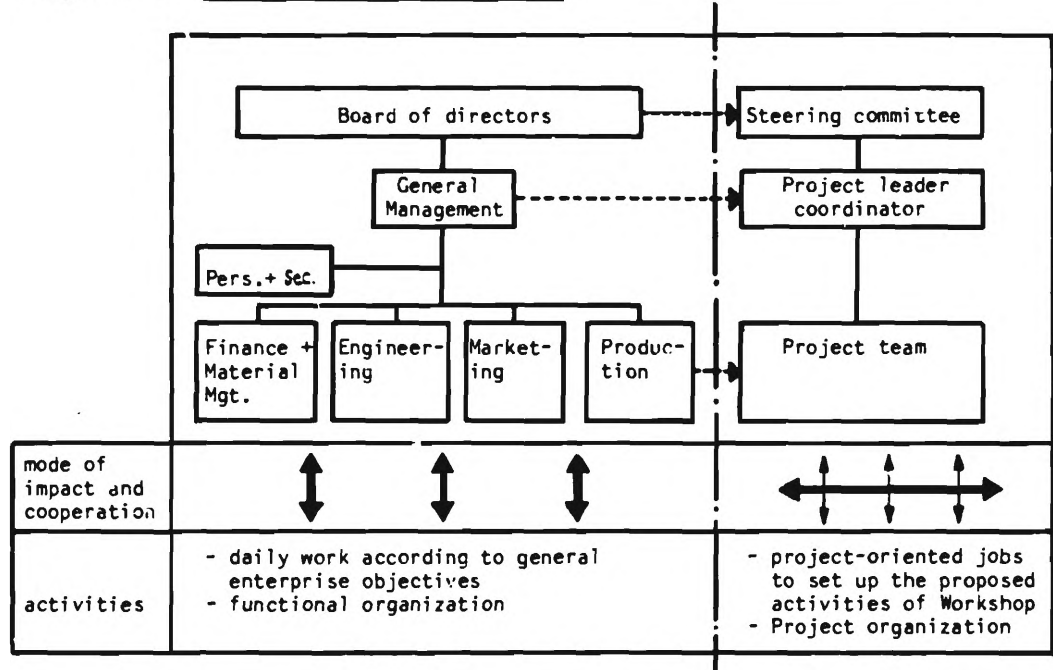 Board of directors
Steering committee
General
Management
Project leader
coordinator
Pers.+ Sec.
Finance +
Material
Mgt.
Engineer-
ing
Market-
ing
Produc-
tion
Project team
mode of
impact and
cooperation
activities
- daily work according to general
enterprise objectives
- functional organization
- project-oriented jobs
to set up the proposed
activities of Workshop
- Project organization